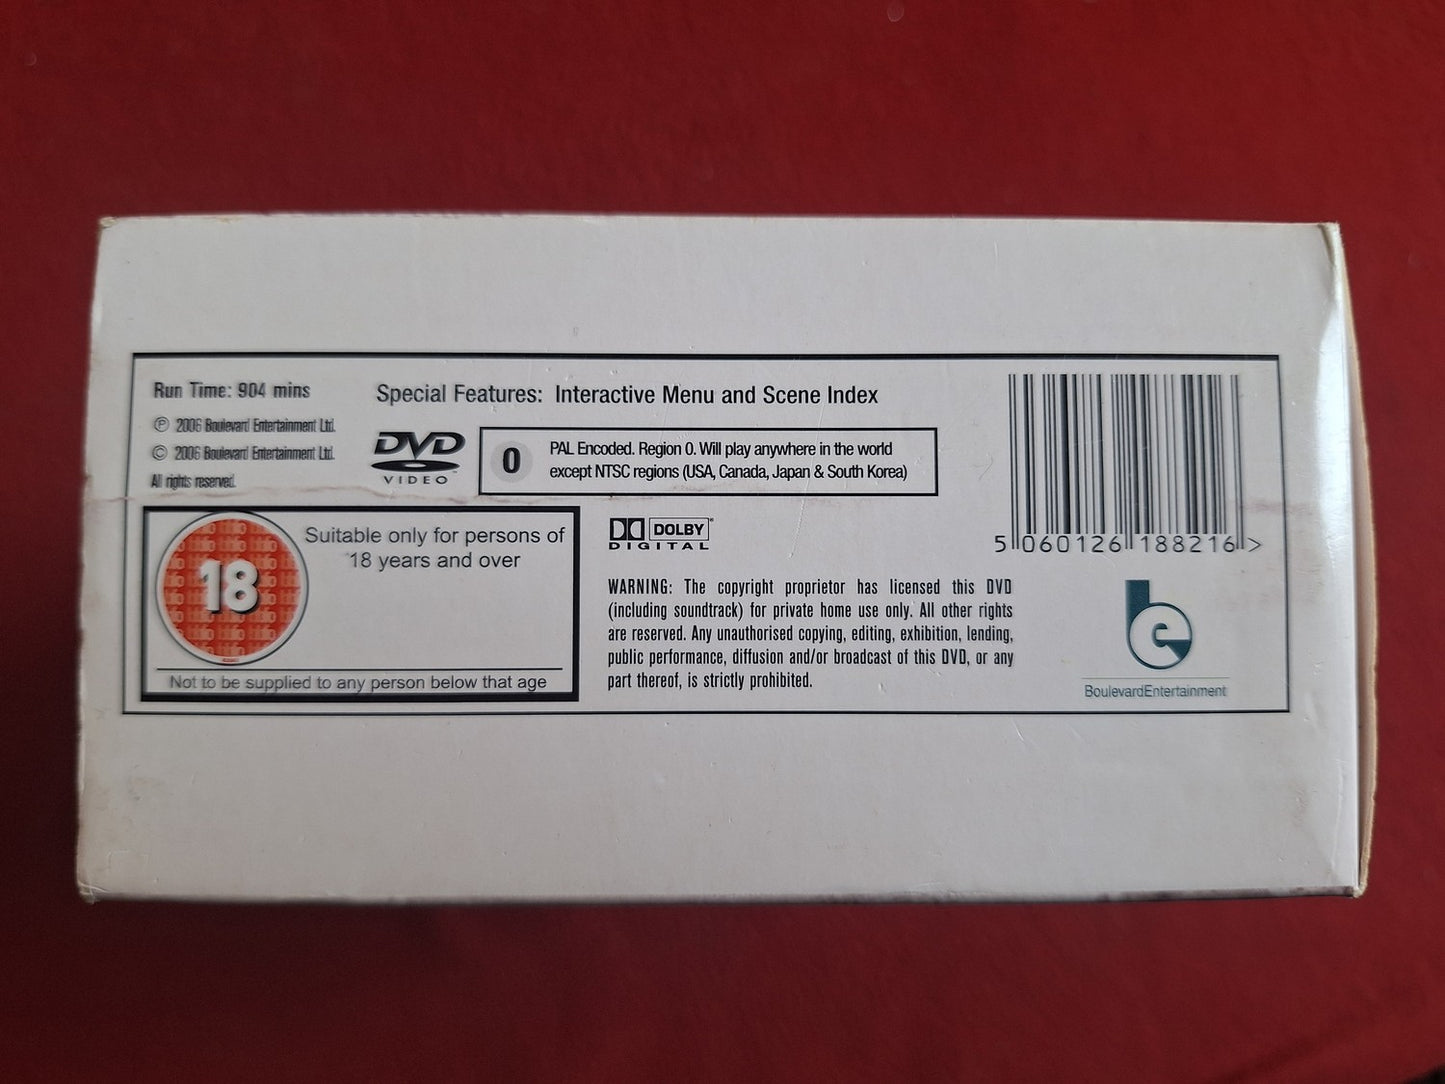 Run Time: 904 mins
℗ 2006 Boulevard Entertainment Ltd.
© 2006 Boulevard Entertainment Ltd.
All rights reserved.
Special Features: Interactive Menu and Scene Index
DVD
VIDEO™
0
PAL Encoded. Region 0. Will play anywhere in the world
except NTSC regions (USA, Canada, Japan & South Korea)
18
Suitable only for persons of
18 years and over
Not to be supplied to any person below that age
DOLBY®
DIGITAL
WARNING: The copyright proprietor has licensed this DVD
(including soundtrack) for private home use only. All other rights
are reserved. Any unauthorised copying, editing, exhibition, lending,
public performance, diffusion and/or broadcast of this DVD, or any
part thereof, is strictly prohibited.
5 060126 188216 >
be
BoulevardEntertainment